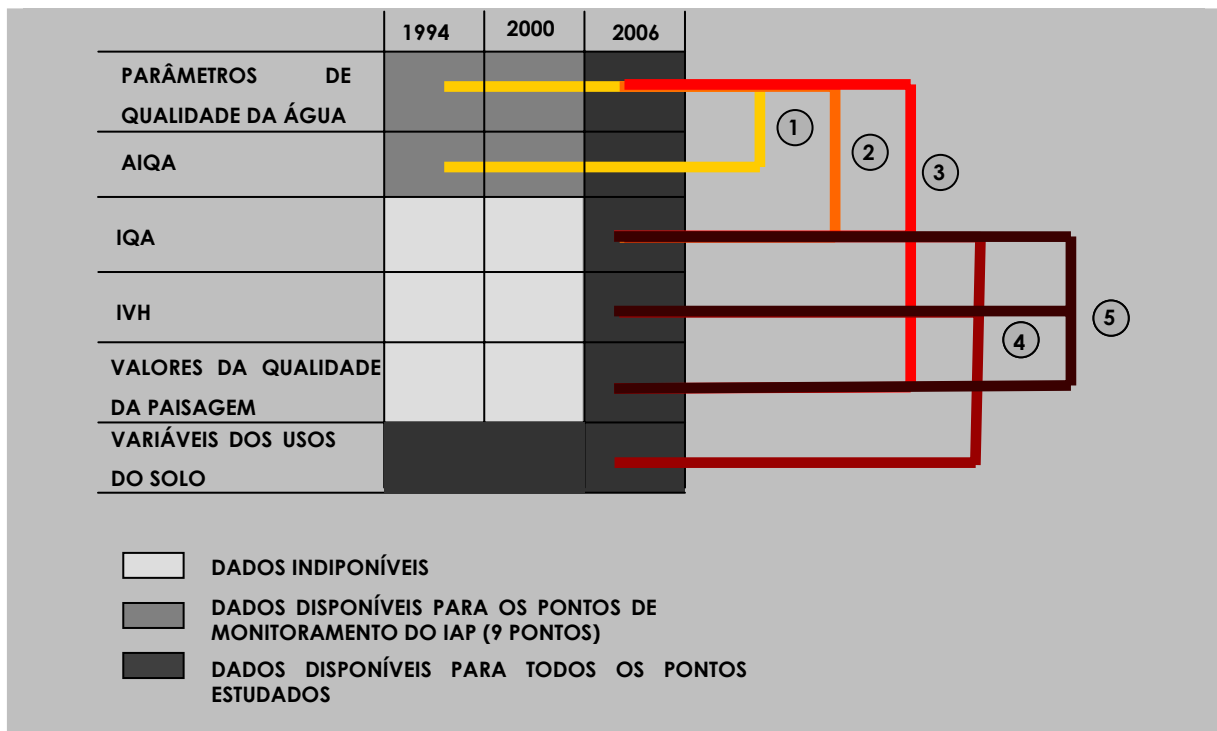 1994 2000 2006
PARÂMETROS DE
QUALIDADE DA ÁGUA
AIQA
IQA
IVH
VALORES DA QUALIDADE
DA PAISAGEM
VARIÁVEIS DOS USOS
DO SOLO
1
2
3
4
5
DADOS INDIPONÍVEIS
DADOS DISPONÍVEIS PARA OS PONTOS DE
MONITORAMENTO DO IAP (9 PONTOS)
DADOS DISPONÍVEIS PARA TODOS OS PONTOS
ESTUDADOS